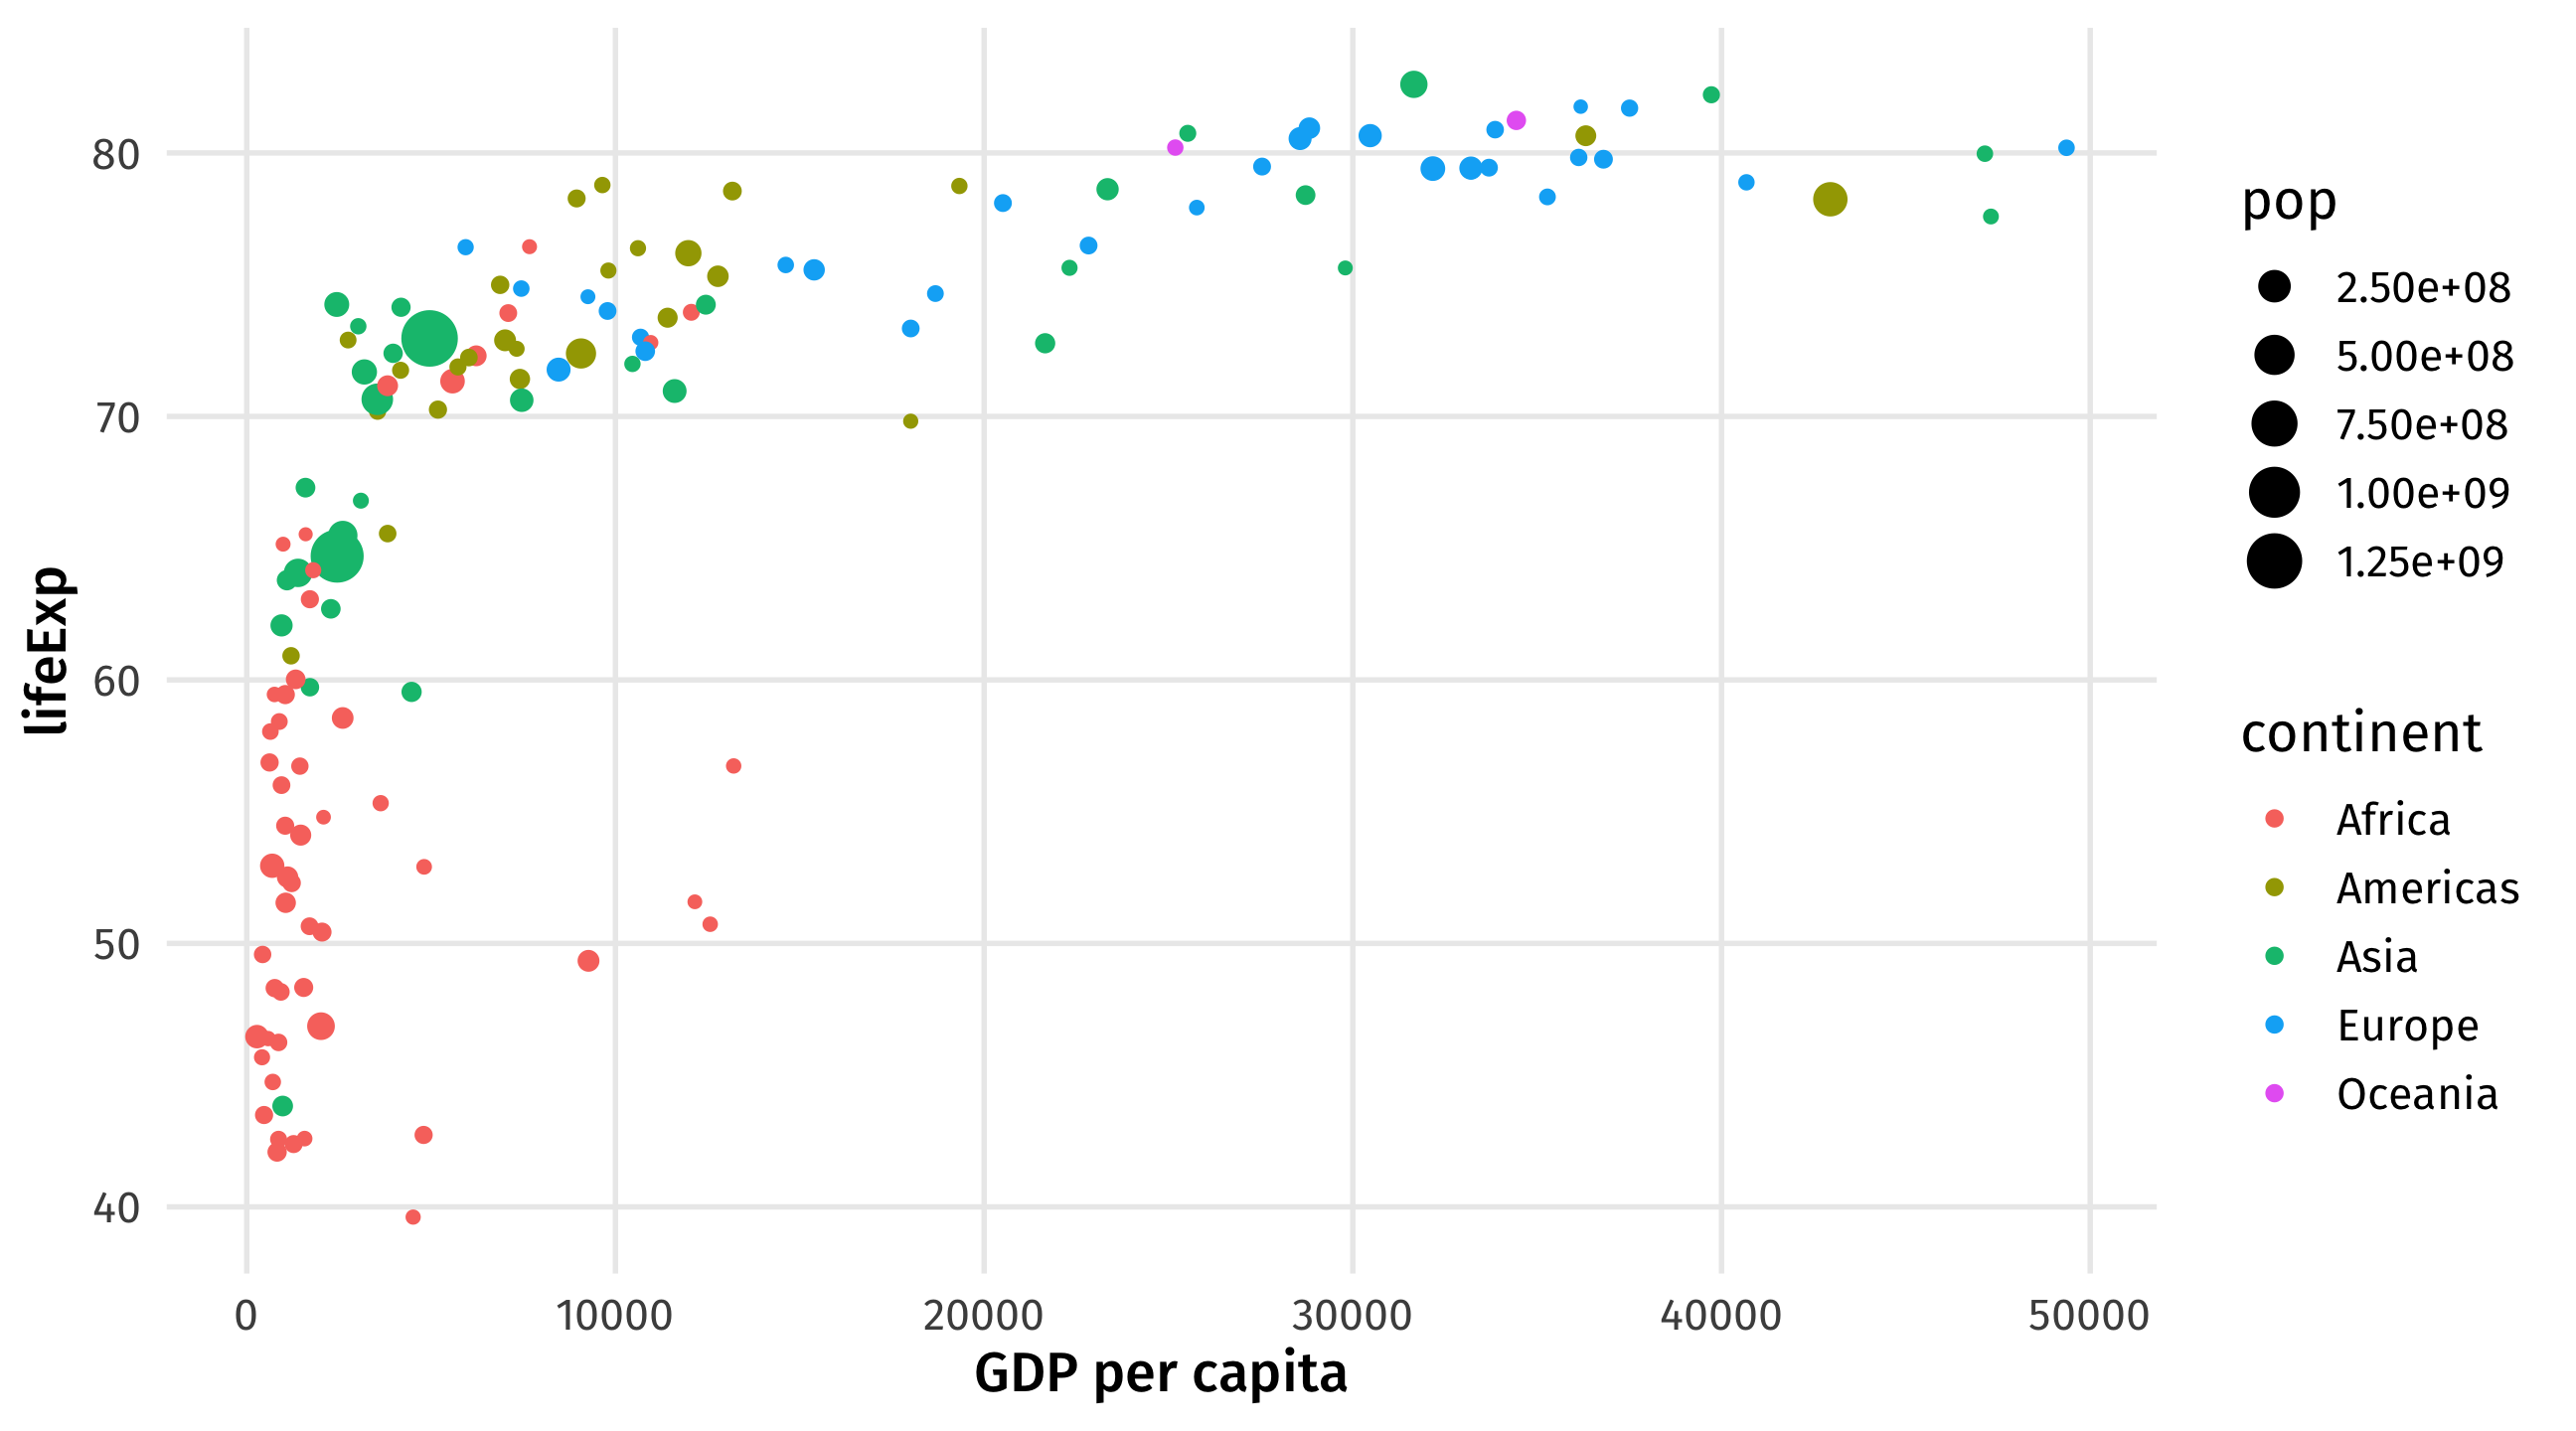 lifeExp
80
70
60
50
40
0 10000 20000 30000 40000 50000
GDP per capita
pop
2.50e+08
5.00e+08
7.50e+08
1.00e+09
1.25e+09
continent
Africa
Americas
Asia
Europe
Oceania